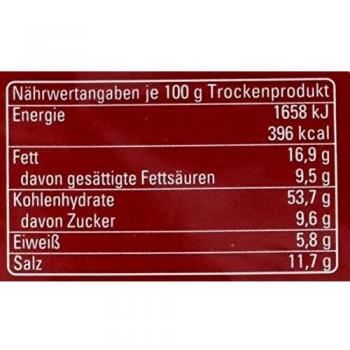 Nährwertangaben je 100 g Trockenprodukt
Energie 1658 kJ
396 kcal
Fett 16,9 g
davon gesättigte Fettsäuren 9,5 g
Kohlenhydrate 53,7 g
davon Zucker 9,6 g
Eiweiß 5,8 g
Salz 11,7 g